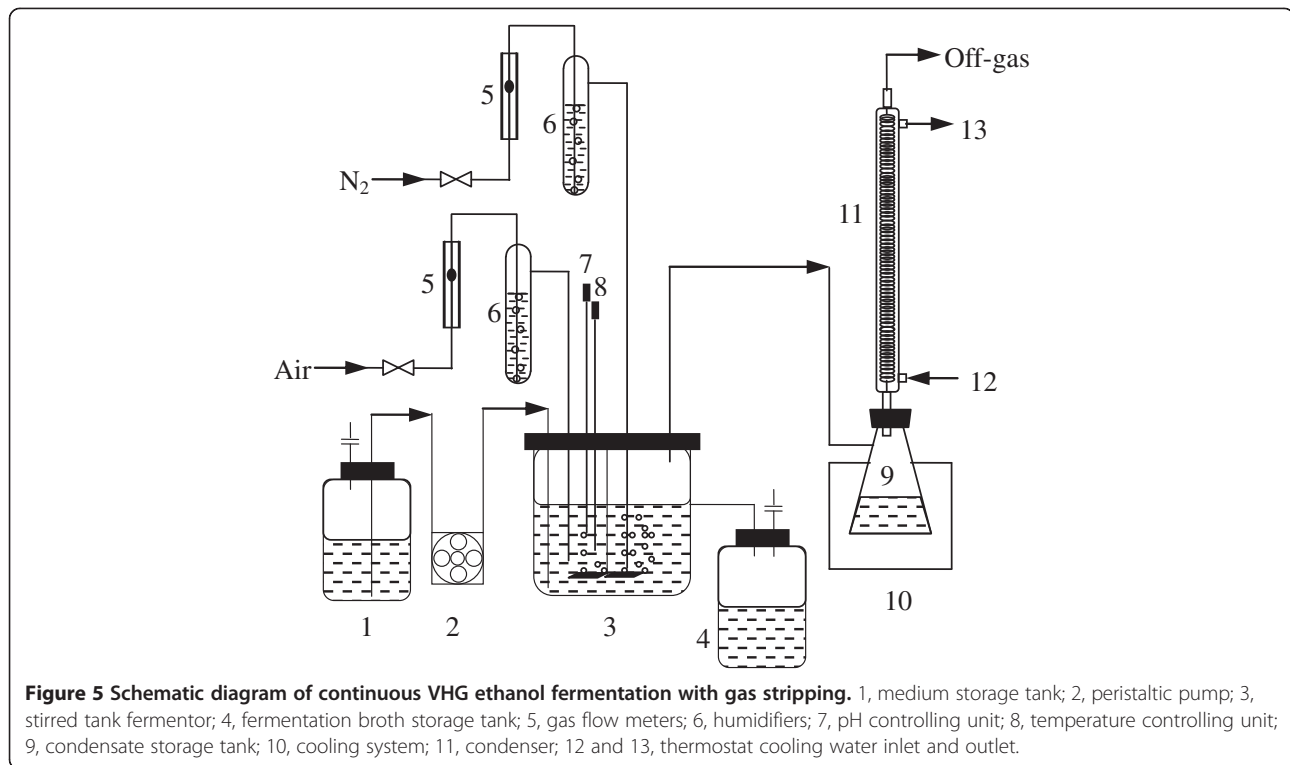 Off-gas
5
13
6
N2
11
7
5
8
6
Air
12
9
10
1
2
3
4
Figure 5 Schematic diagram of continuous VHG ethanol fermentation with gas stripping. 1, medium storage tank; 2, peristaltic pump; 3,
stirred tank fermentor; 4, fermentation broth storage tank; 5, gas flow meters; 6, humidifiers; 7, pH controlling unit; 8, temperature controlling unit;
9, condensate storage tank; 10, cooling system; 11, condenser; 12 and 13, thermostat cooling water inlet and outlet.